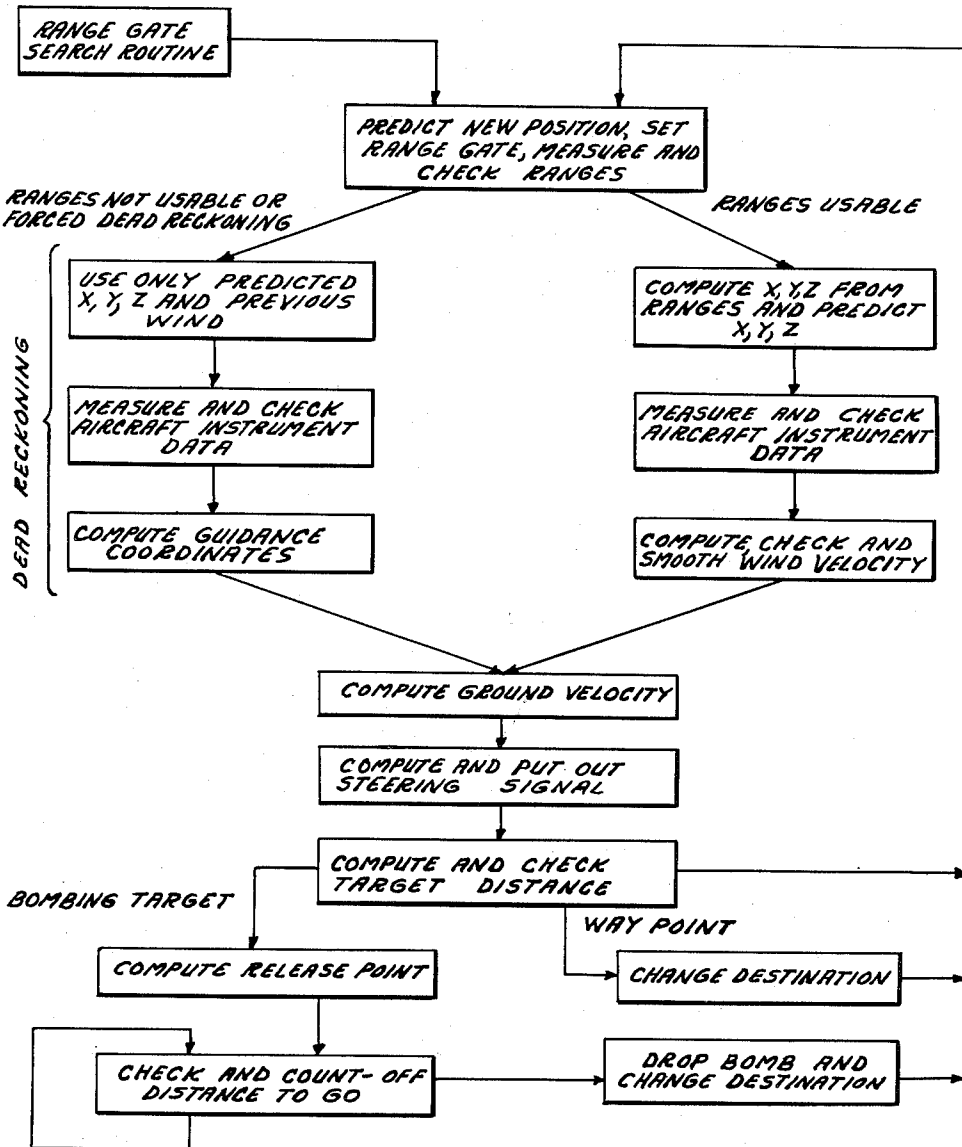 RANGE GATE
SEARCH ROUTINE
PREDICT NEW POSITION, SET
RANGE GATE, MEASURE AND
CHECK RANGES
RANGES NOT USABLE OR
FORCED DEAD RECKONING
RANGES USABLE
DEAD RECKONING
USE ONLY PREDICTED
X, Y, Z AND PREVIOUS
WIND
COMPUTE X,Y,Z FROM
RANGES AND PREDICT
X, Y, Z
MEASURE AND CHECK
AIRCRAFT INSTRUMENT
DATA
MEASURE AND CHECK
AIRCRAFT INSTRUMENT
DATA
COMPUTE GUIDANCE
COORDINATES
COMPUTE, CHECK AND
SMOOTH WIND VELOCITY
COMPUTE GROUND VELOCITY
COMPUTE AND PUT OUT
STEERING SIGNAL
COMPUTE AND CHECK
TARGET DISTANCE
BOMBING TARGET
WAY POINT
COMPUTE RELEASE POINT
CHANGE DESTINATION
CHECK AND COUNT-OFF
DISTANCE TO GO
DROP BOMB AND
CHANGE DESTINATION